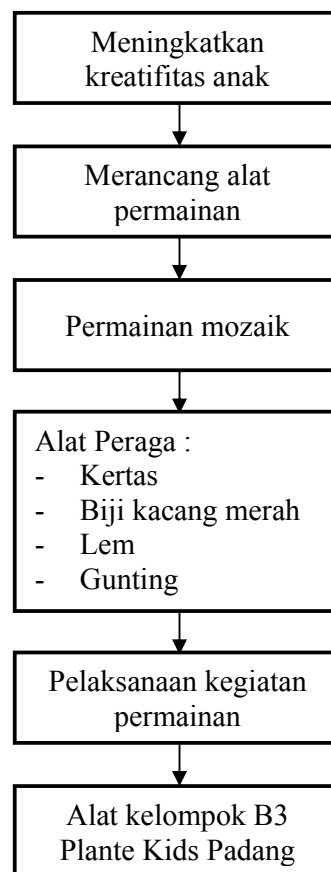 Meningkatkan
kreatifitas anak
Merancang alat
permainan
Permainan mozaik
Alat Peraga :
- Kertas
- Biji kacang merah
- Lem
- Gunting
Pelaksanaan kegiatan
permainan
Alat kelompok B3
Plante Kids Padang